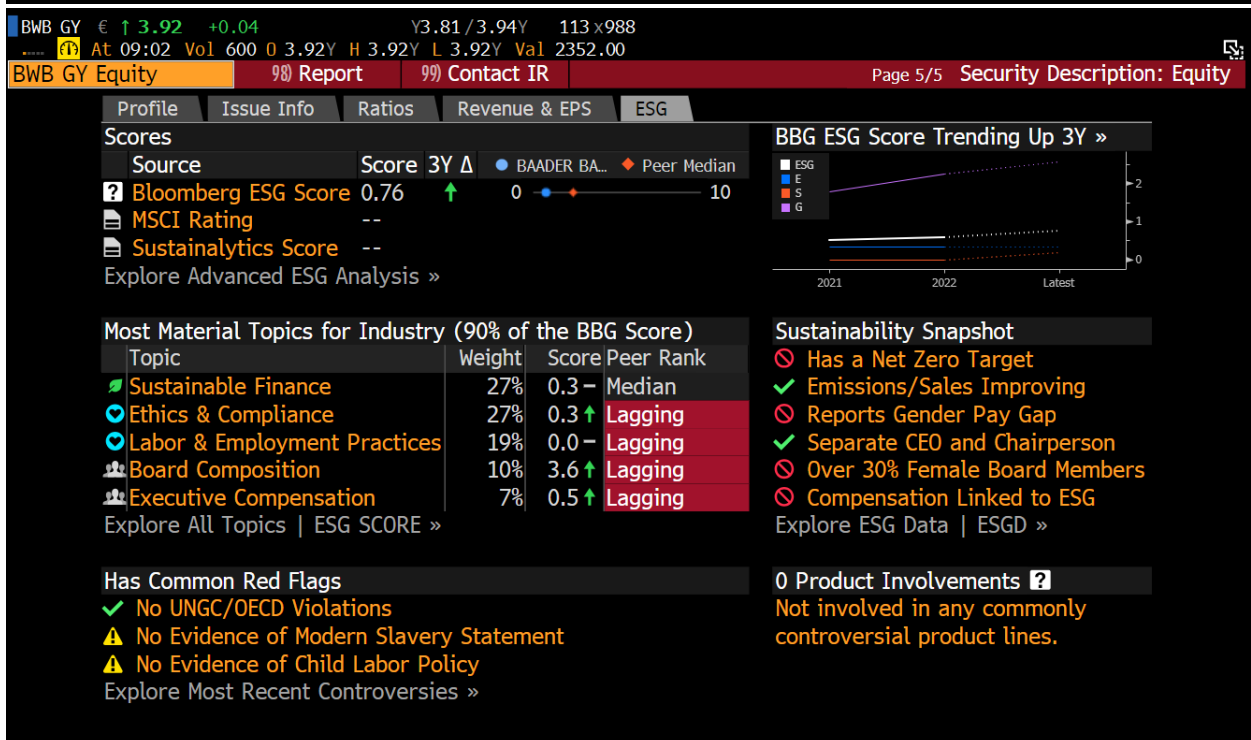 BWB GY € ↑ 3.92 +0.04 Y3.81/3.94Y 113x988
At 09:02 Vol 600 O 3.92Y H 3.92Y L 3.92Y Val 2352.00
BWB GY Equity 98) Report 99) Contact IR Page 5/5 Security Description: Equity
Profile Issue Info Ratios Revenue & EPS ESG
Scores
Source Score 3Y Δ BAADER BA… Peer Median
Bloomberg ESG Score 0.76 ↑ 0 10
MSCI Rating --
Sustainalytics Score --
Explore Advanced ESG Analysis »
BBG ESG Score Trending Up 3Y »
ESG
E
S
G
2
1
0
2021 2022 Latest
Most Material Topics for Industry (90% of the BBG Score)
Topic Weight Score Peer Rank
Sustainable Finance 27% 0.3 – Median
Ethics & Compliance 27% 0.3 ↑ Lagging
Labor & Employment Practices 19% 0.0 – Lagging
Board Composition 10% 3.6 ↑ Lagging
Executive Compensation 7% 0.5 ↑ Lagging
Explore All Topics | ESG SCORE »
Sustainability Snapshot
Has a Net Zero Target
Emissions/Sales Improving
Reports Gender Pay Gap
Separate CEO and Chairperson
Over 30% Female Board Members
Compensation Linked to ESG
Explore ESG Data | ESGD »
Has Common Red Flags
No UNGC/OECD Violations
No Evidence of Modern Slavery Statement
No Evidence of Child Labor Policy
Explore Most Recent Controversies »
0 Product Involvements ?
Not involved in any commonly
controversial product lines.